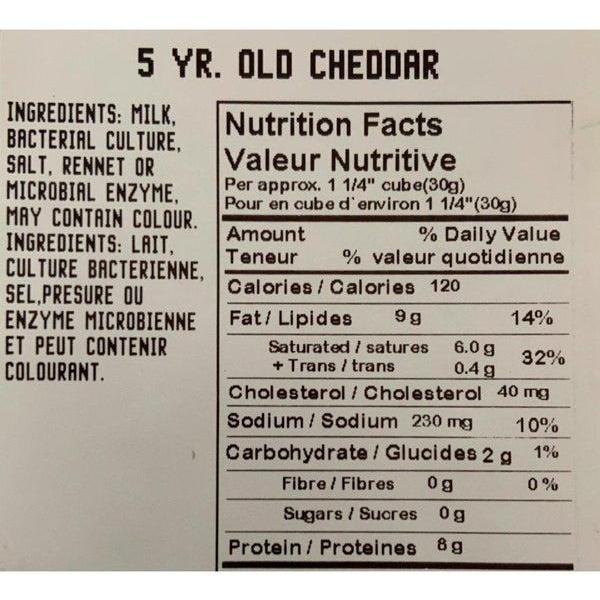 5 YR. OLD CHEDDAR
INGREDIENTS: MILK,
BACTERIAL CULTURE,
SALT, RENNET OR
MICROBIAL ENZYME,
MAY CONTAIN COLOUR.
INGREDIENTS: LAIT,
CULTURE BACTERIENNE,
SEL,PRESURE OU
ENZYME MICROBIENNE
ET PEUT CONTENIR
COLOURANT.
Nutrition Facts
Valeur Nutritive
Per approx. 1 1/4" cube(30g)
Pour en cube d'environ 1 1/4"(30g)
Amount % Daily Value
Teneur % valeur quotidienne
Calories / Calories 120
Fat / Lipides 9 g 14%
Saturated / satures 6.0 g
+ Trans / trans 0.4 g 32%
Cholesterol / Cholesterol 40 mg
Sodium / Sodium 230 mg 10%
Carbohydrate / Glucides 2 g 1%
Fibre / Fibres 0 g 0 %
Sugars / Sucres 0 g
Protein / Proteines 8 g